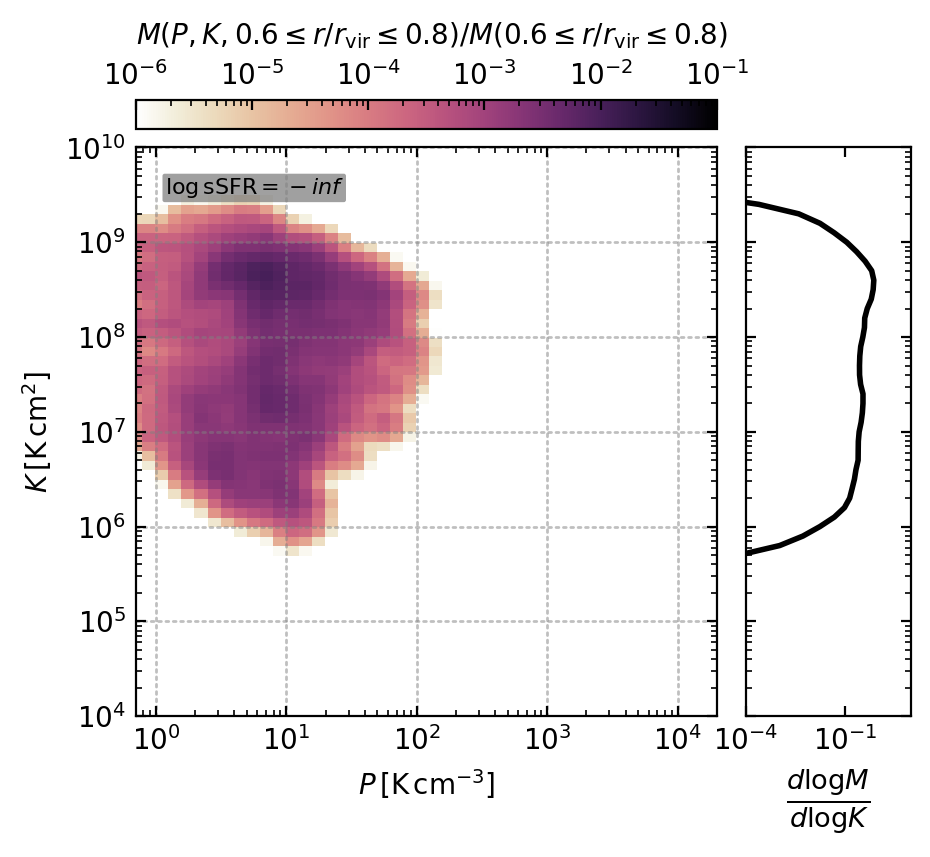 M(P, K, 0.6 ≤ r/r_vir ≤ 0.8)/M(0.6 ≤ r/r_vir ≤ 0.8)
10^−6 10^−5 10^−4 10^−3 10^−2 10^−1
log sSFR = −inf
10^10
10^9
10^8
10^7
10^6
10^5
10^4
K [K cm^2]
10^0 10^1 10^2 10^3 10^4 10^−4 10^−1
P [K cm^−3]
dlogM
dlogK